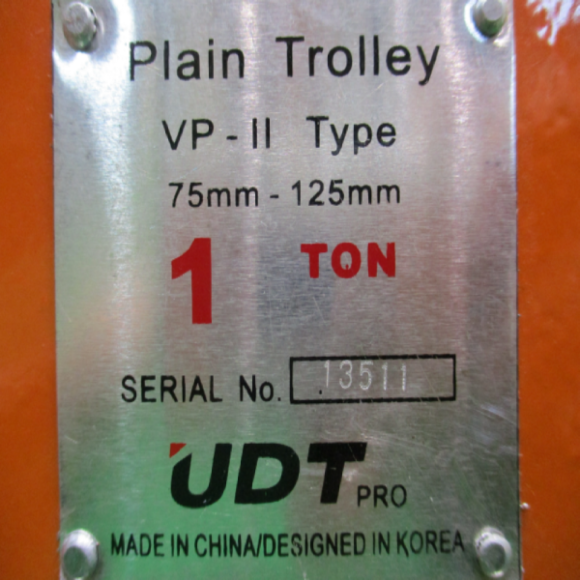 Plain Trolley
VP - II Type
75mm - 125mm
1 TON
SERIAL No. 13511
UDT PRO
MADE IN CHINA/DESIGNED IN KOREA